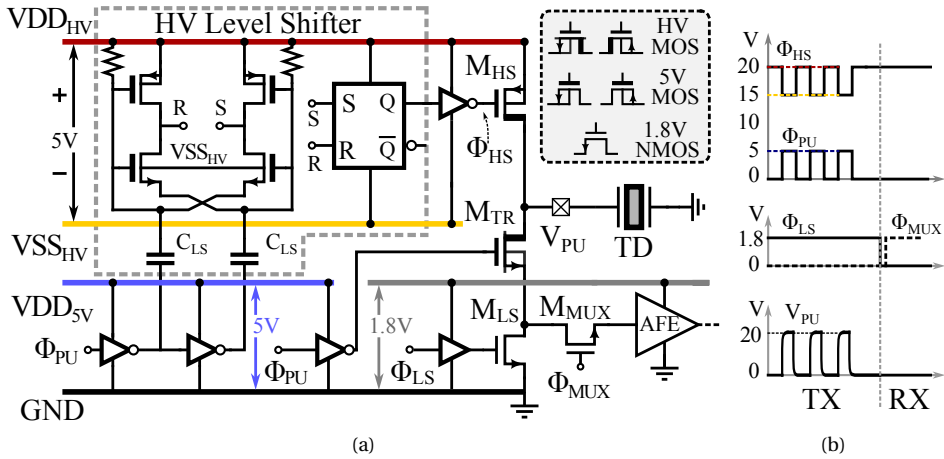 VDD_HV
HV Level Shifter
+
5V
−
R
S
VSS_HV
S
R
S
Q
R
Q̅
M_HS
Φ_HS
HV
MOS
5V
MOS
1.8V
NMOS
VSS_HV
C_LS
C_LS
M_TR
V_PU
TD
VDD_5V
5V
1.8V
M_LS
M_MUX
AFE
Φ_PU
Φ_PU
Φ_LS
Φ_MUX
GND
(a)
V
Φ_HS
20
15
10
Φ_PU
5
0
V
Φ_LS
Φ_MUX
1.8
0
V
V_PU
20
0
TX
RX
(b)